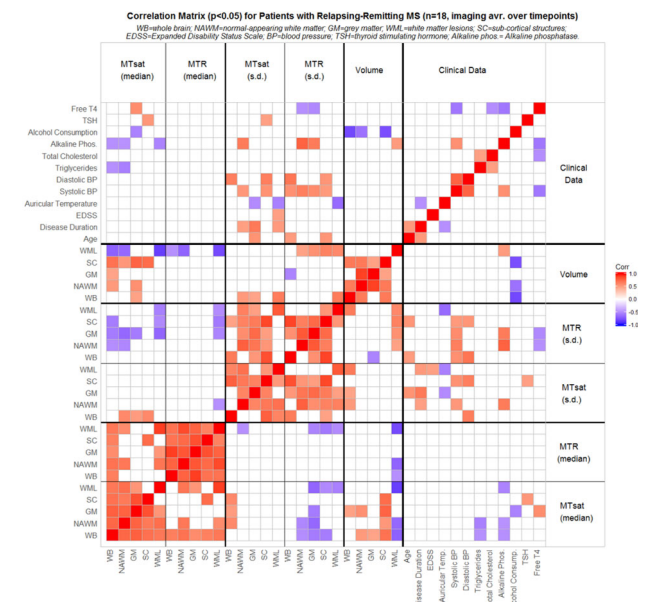 Correlation Matrix (p<0.05) for Patients with Relapsing-Remitting MS (n=18, imaging avr. over timepoints)
WB=whole brain; NAWM=normal-appearing white matter; GM=grey matter; WML=white matter lesions; SC=sub-cortical structures;
EDSS=Expanded Disability Status Scale; BP=blood pressure; TSH=thyroid stimulating hormone; Alkaline phos.= Alkaline phosphatase.
MTsat (median)
MTR (median)
MTsat (s.d.)
MTR (s.d.)
Volume
Clinical Data
Free T4
TSH
Alcohol Consumption
Alkaline Phos.
Total Cholesterol
Triglycerides
Diastolic BP
Systolic BP
Auricular Temperature
EDSS
Disease Duration
Age
Clinical Data
WML
SC
GM
NAWM
WB
Volume
WML
SC
GM
NAWM
WB
MTR (s.d.)
WML
SC
GM
NAWM
WB
MTsat (s.d.)
WML
SC
GM
NAWM
WB
MTR (median)
WML
SC
GM
NAWM
WB
MTsat (median)
Corr
1.0
0.5
0.0
-0.5
-1.0
WB
NAWM
GM
SC
WML
WB
NAWM
GM
SC
WML
WB
NAWM
GM
SC
WML
WB
NAWM
GM
SC
WML
WB
NAWM
GM
SC
WML
Age
isease Duration
EDSS
Auricular Temp.
Systolic BP
Diastolic BP
Triglycerides
otal Cholesterol
Alkaline Phos.
cohol Consump.
TSH
Free T4